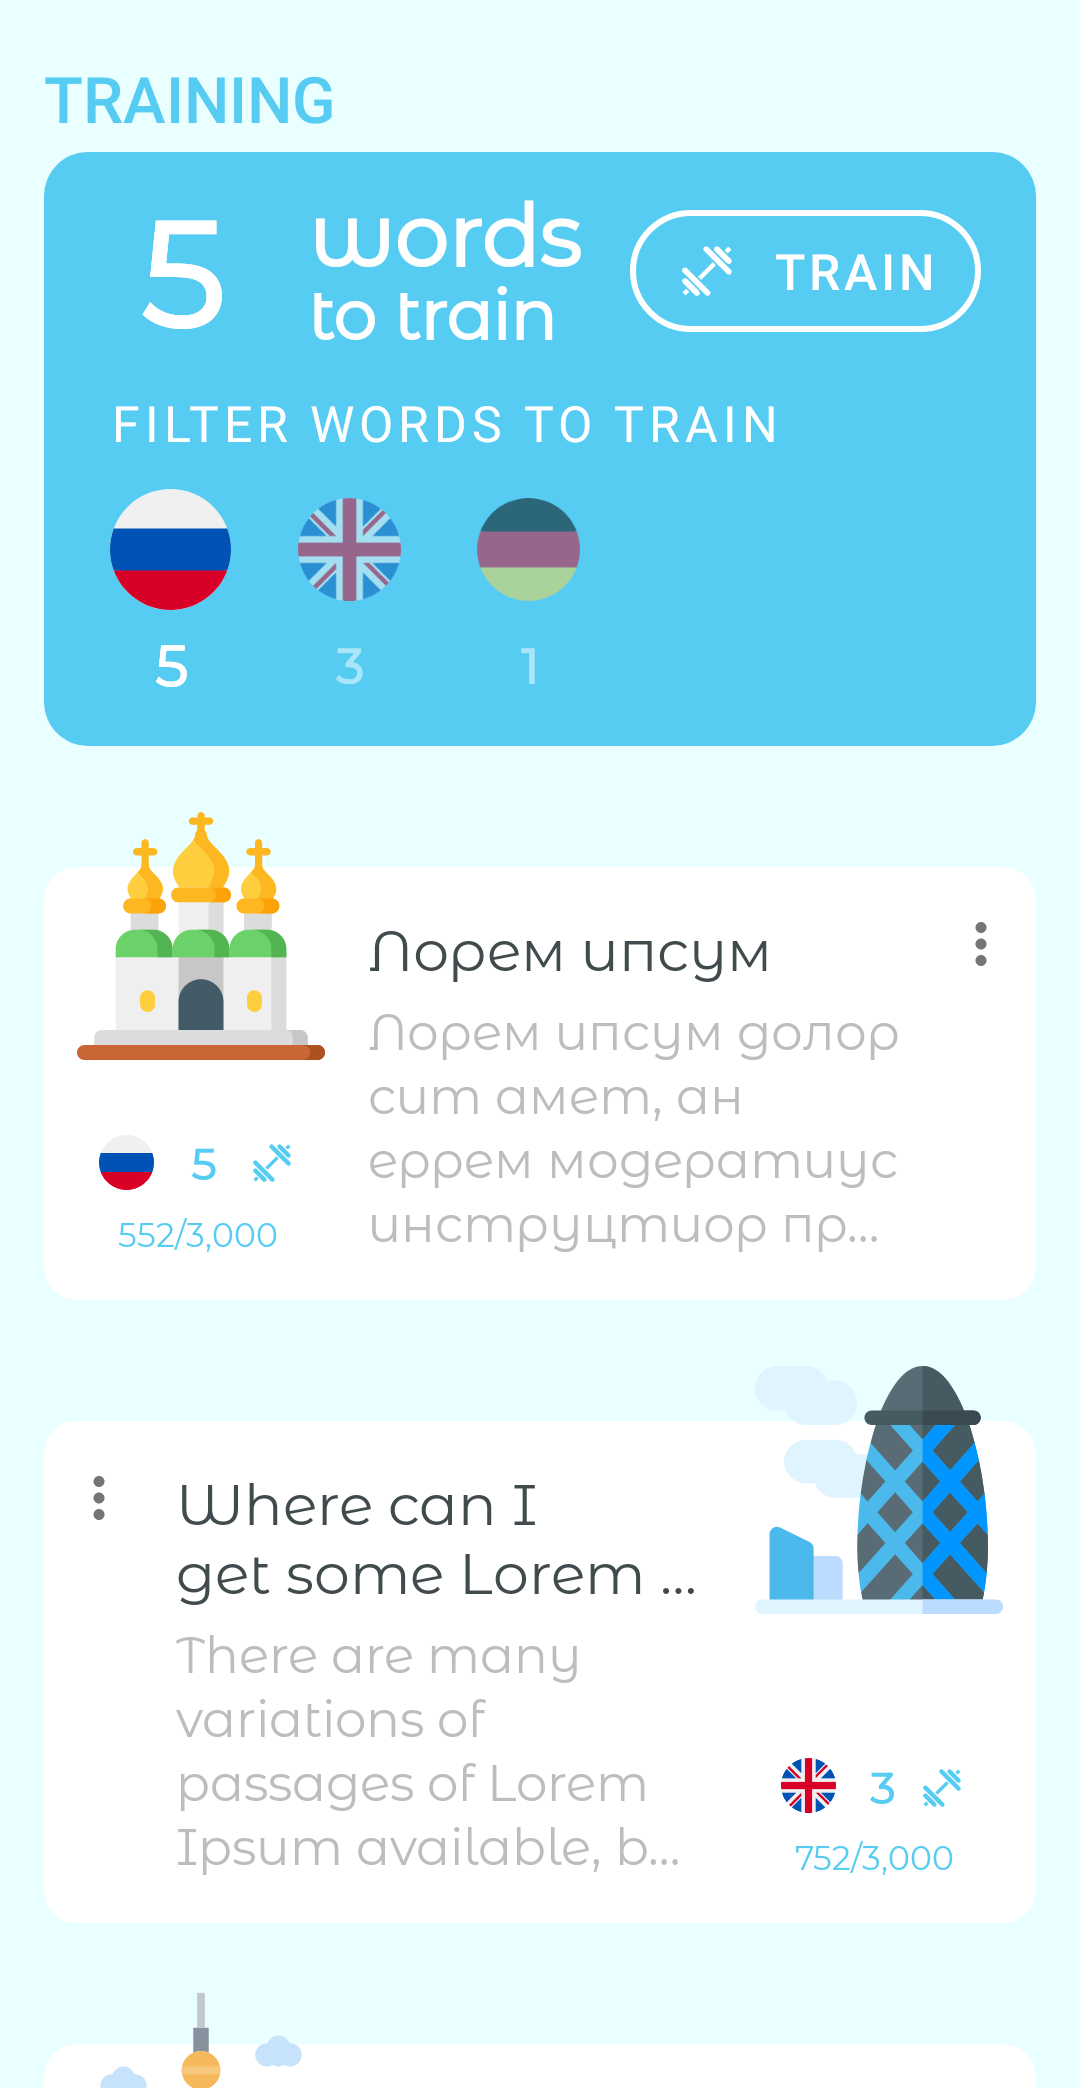 TRAINING
5 words
to train
TRAIN
FILTER WORDS TO TRAIN
5 3 1
Лорем ипсум
Лорем ипсум долор
сит амет, ан
еррем модератиус
инструцтиор пр...
5
552/3,000
Where can I
get some Lorem ...
There are many
variations of
passages of Lorem
Ipsum available, b...
3
752/3,000